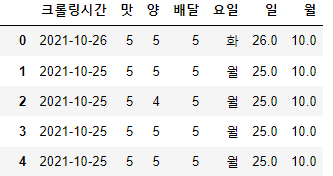 크롤링시간 맛 양 배달 요일 일 월
0 2021-10-26 5 5 5 화 26.0 10.0
1 2021-10-25 5 5 5 월 25.0 10.0
2 2021-10-25 5 4 5 월 25.0 10.0
3 2021-10-25 5 5 5 월 25.0 10.0
4 2021-10-25 5 5 5 월 25.0 10.0